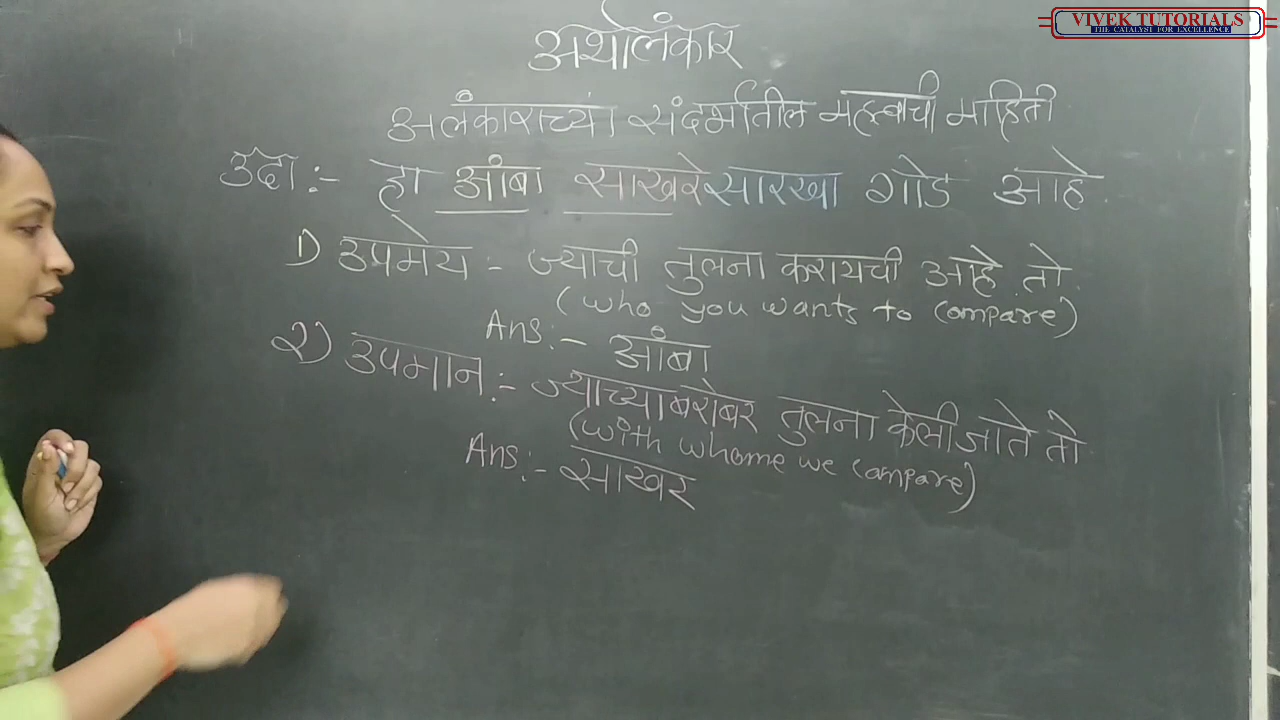 VIVEK TUTORIALS
THE CATALYST FOR EXCELLENCE
अर्थालंकार
अलंकाराच्यां संदर्भातील महत्वाची माहिती
उदा:- हा आंबा साखरेसारखा गोड आहे.
1) उपमेय :- ज्याची तुलना करायची आहे तो.
(who you wants to compare)
Ans:- आंबा
२) उपमान:- ज्याच्याबरोबर तुलना केली जाते तो.
(with whome we compare)
Ans:- साखर